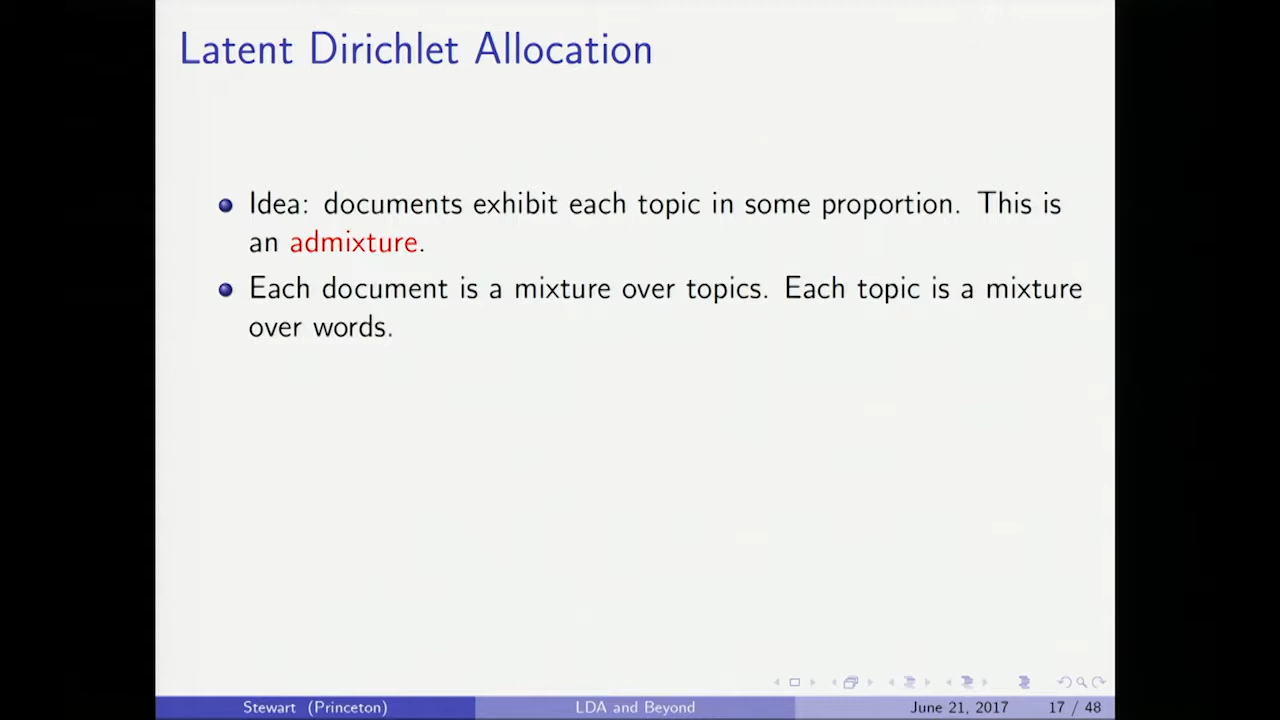 Latent Dirichlet Allocation
Idea: documents exhibit each topic in some proportion. This is
an admixture.
Each document is a mixture over topics. Each topic is a mixture
over words.
Stewart (Princeton)
LDA and Beyond
June 21, 2017
17 / 48